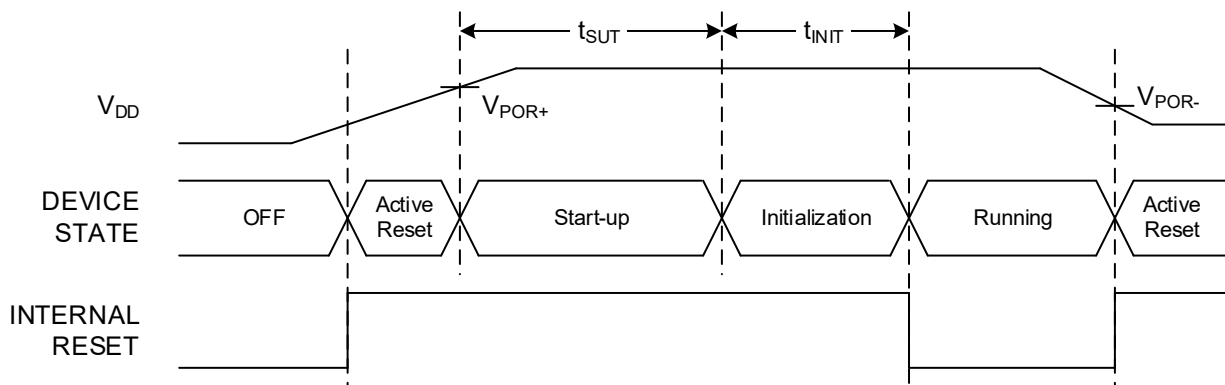 tSUT
tINIT
VDD
VPOR+
VPOR-
DEVICE
STATE
OFF
Active
Reset
Start-up
Initialization
Running
Active
Reset
INTERNAL
RESET